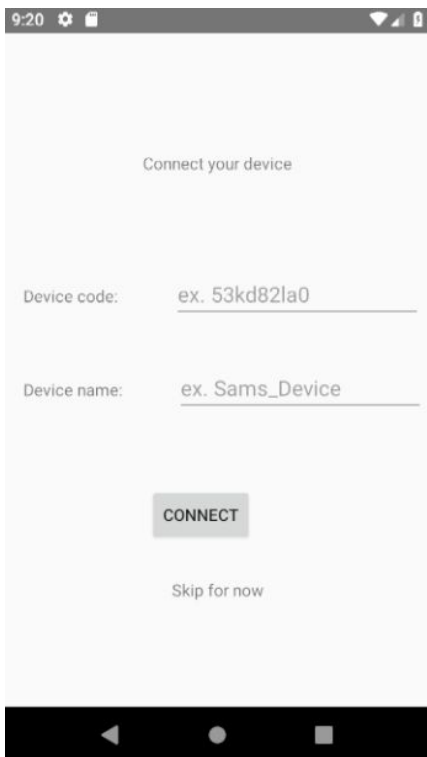 9:20
Connect your device
Device code: ex. 53kd82la0
Device name: ex. Sams_Device
CONNECT
Skip for now